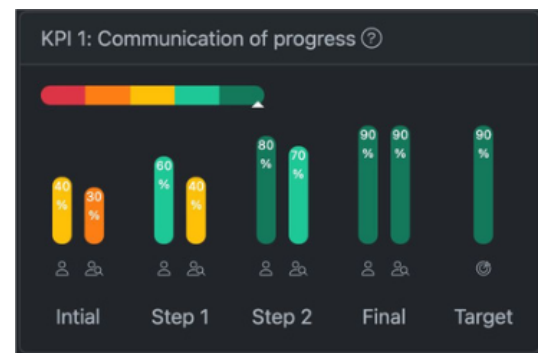 KPI 1: Communication of progress ?
40 % 30 % 60 % 40 % 80 % 70 % 90 % 90 % 90 %
Intial Step 1 Step 2 Final Target